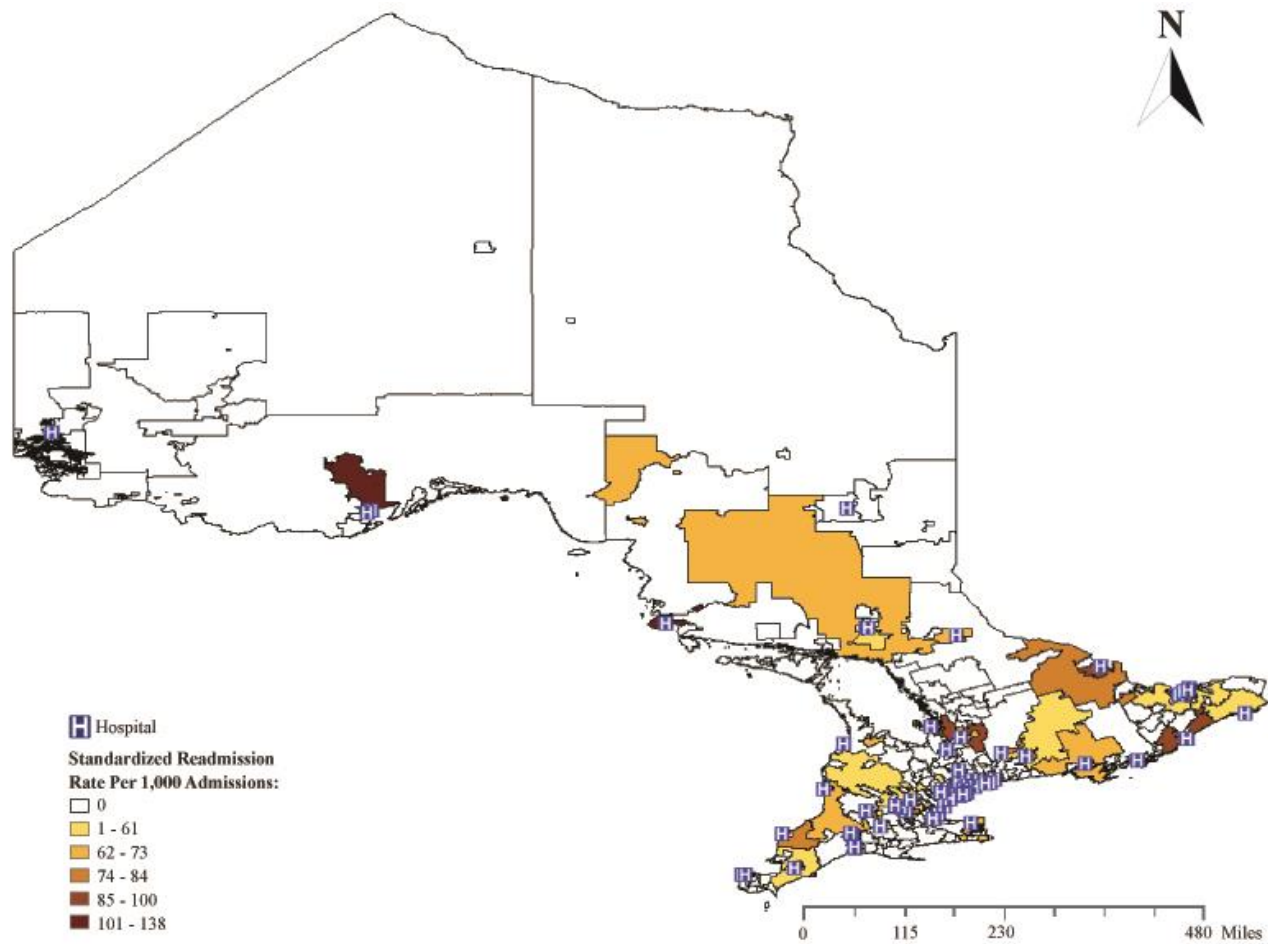 N
H Hospital
Standardized Readmission
Rate Per 1,000 Admissions:
0
1 - 61
62 - 73
74 - 84
85 - 100
101 - 138
0 115 230 480 Miles